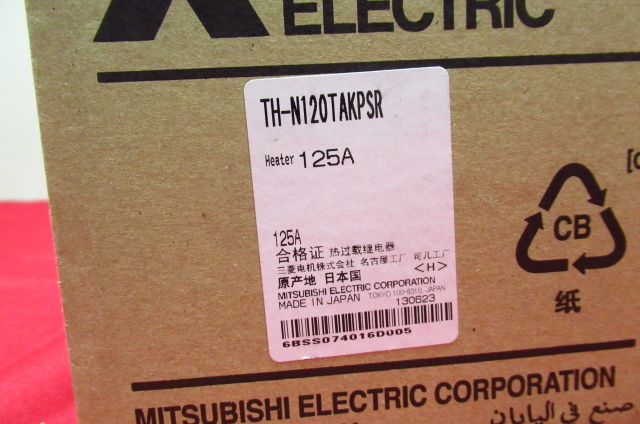 ELECTRIC
TH-N120TAKPSR
Heater 125A
125A
合格证 热过载继电器
三菱电机株式会社 名古屋工厂 可儿工厂
原产地 日本国 <H>
MITSUBISHI ELECTRIC CORPORATION
MADE IN JAPAN TOKYO 100-8310, JAPAN
130623
6BSS074016D005
CB
纸
MITSUBISHI ELECTRIC CORPORATION
صنع في اليابان